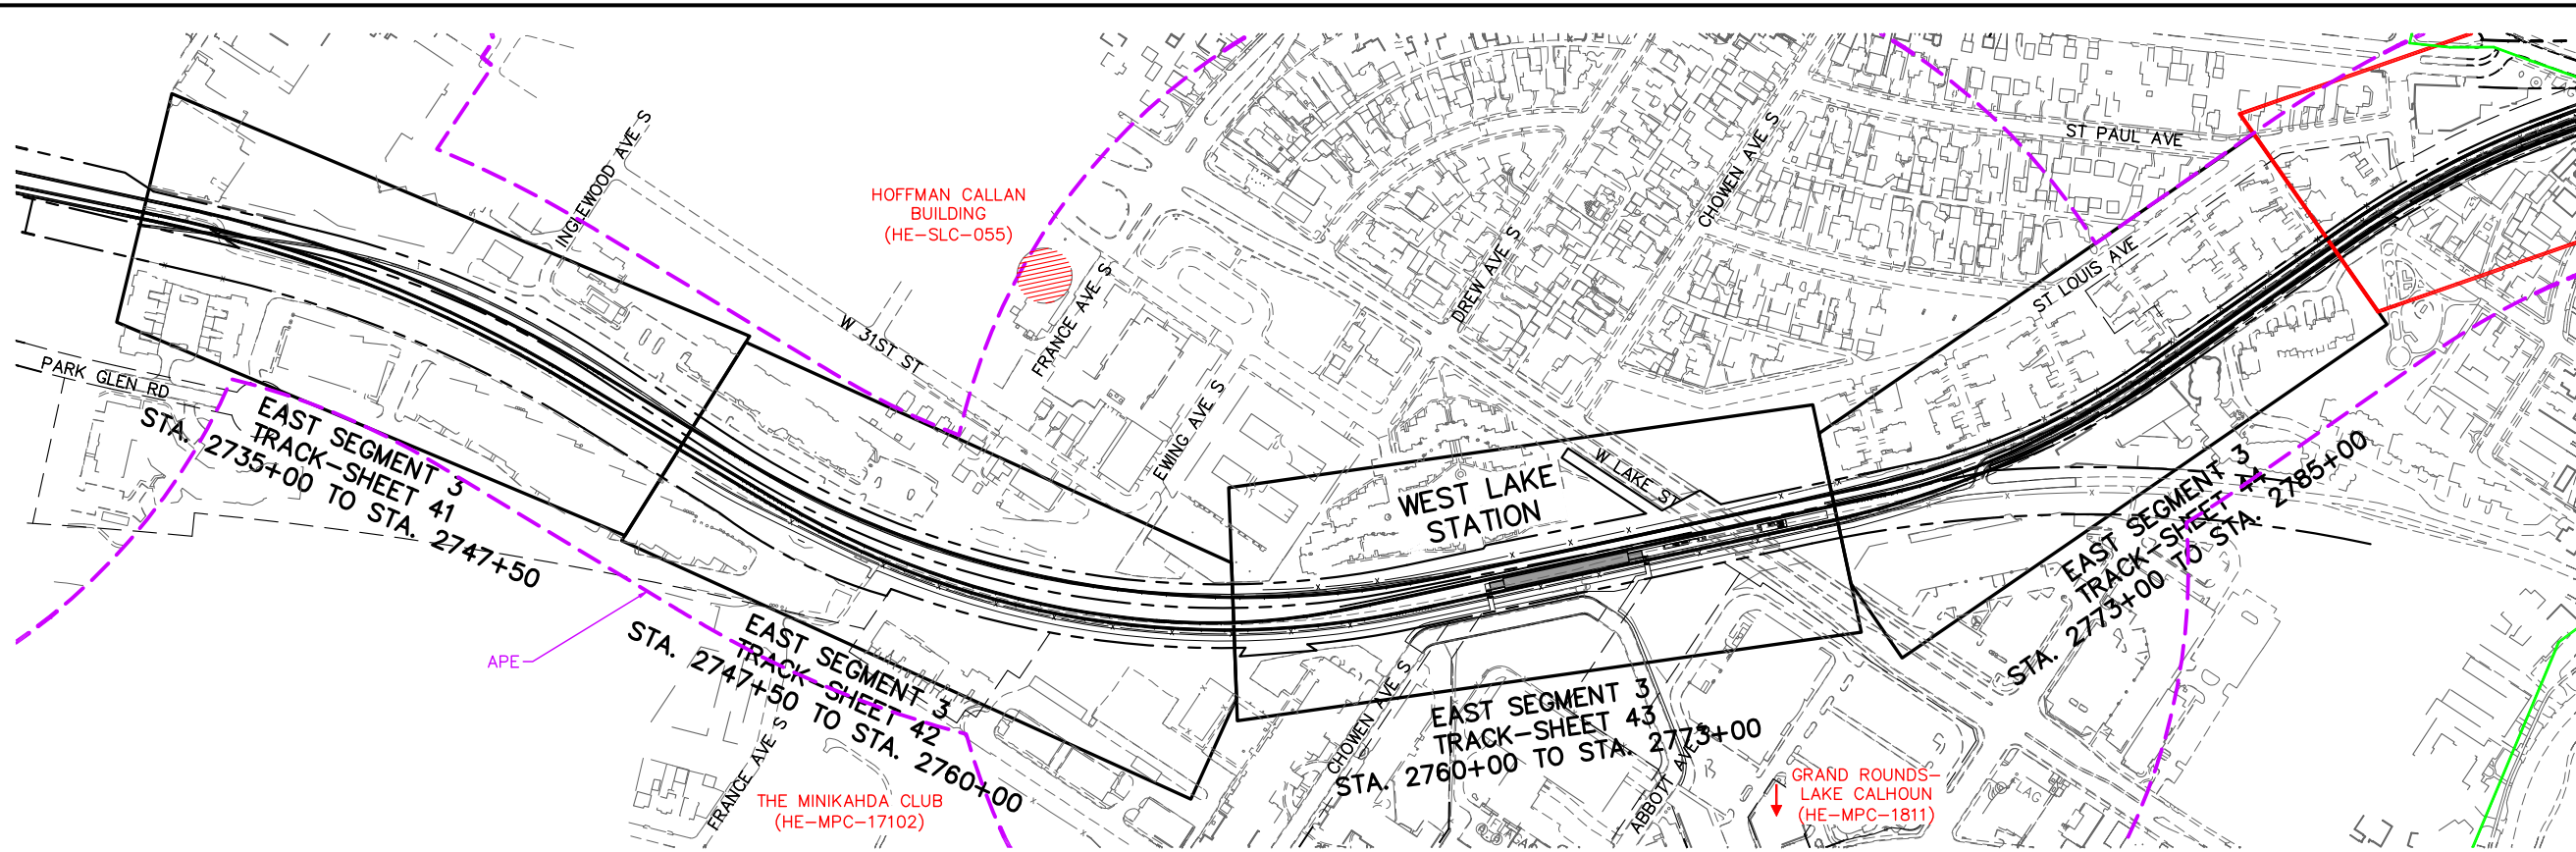 ST PAUL AVE
INGLEWOOD AVE S
CHOWEN AVE S
HOFFMAN CALLAN
BUILDING
(HE-SLC-055)
DREW AVE S
ST LOUIS AVE
FRANCE AVE S
W 31ST ST
PARK GLEN RD
EWING AVE S
EAST SEGMENT 3
TRACK-SHEET 41
STA. 2735+00 TO STA. 2747+50
WEST LAKE
STATION
W LAKE ST
EAST SEGMENT 3
TRACK-SHEET 44
STA. 2773+00 TO STA. 2785+00
APE
EAST SEGMENT 3
TRACK-SHEET 42
STA. 2747+50 TO STA. 2760+00
FRANCE AVE S
THE MINIKAHDA CLUB
(HE-MPC-17102)
CHOWEN AVE S
EAST SEGMENT 3
TRACK-SHEET 43
STA. 2760+00 TO STA. 2773+00
ABBOTT AVE S
GRAND ROUNDS-
LAKE CALHOUN
(HE-MPC-1811)